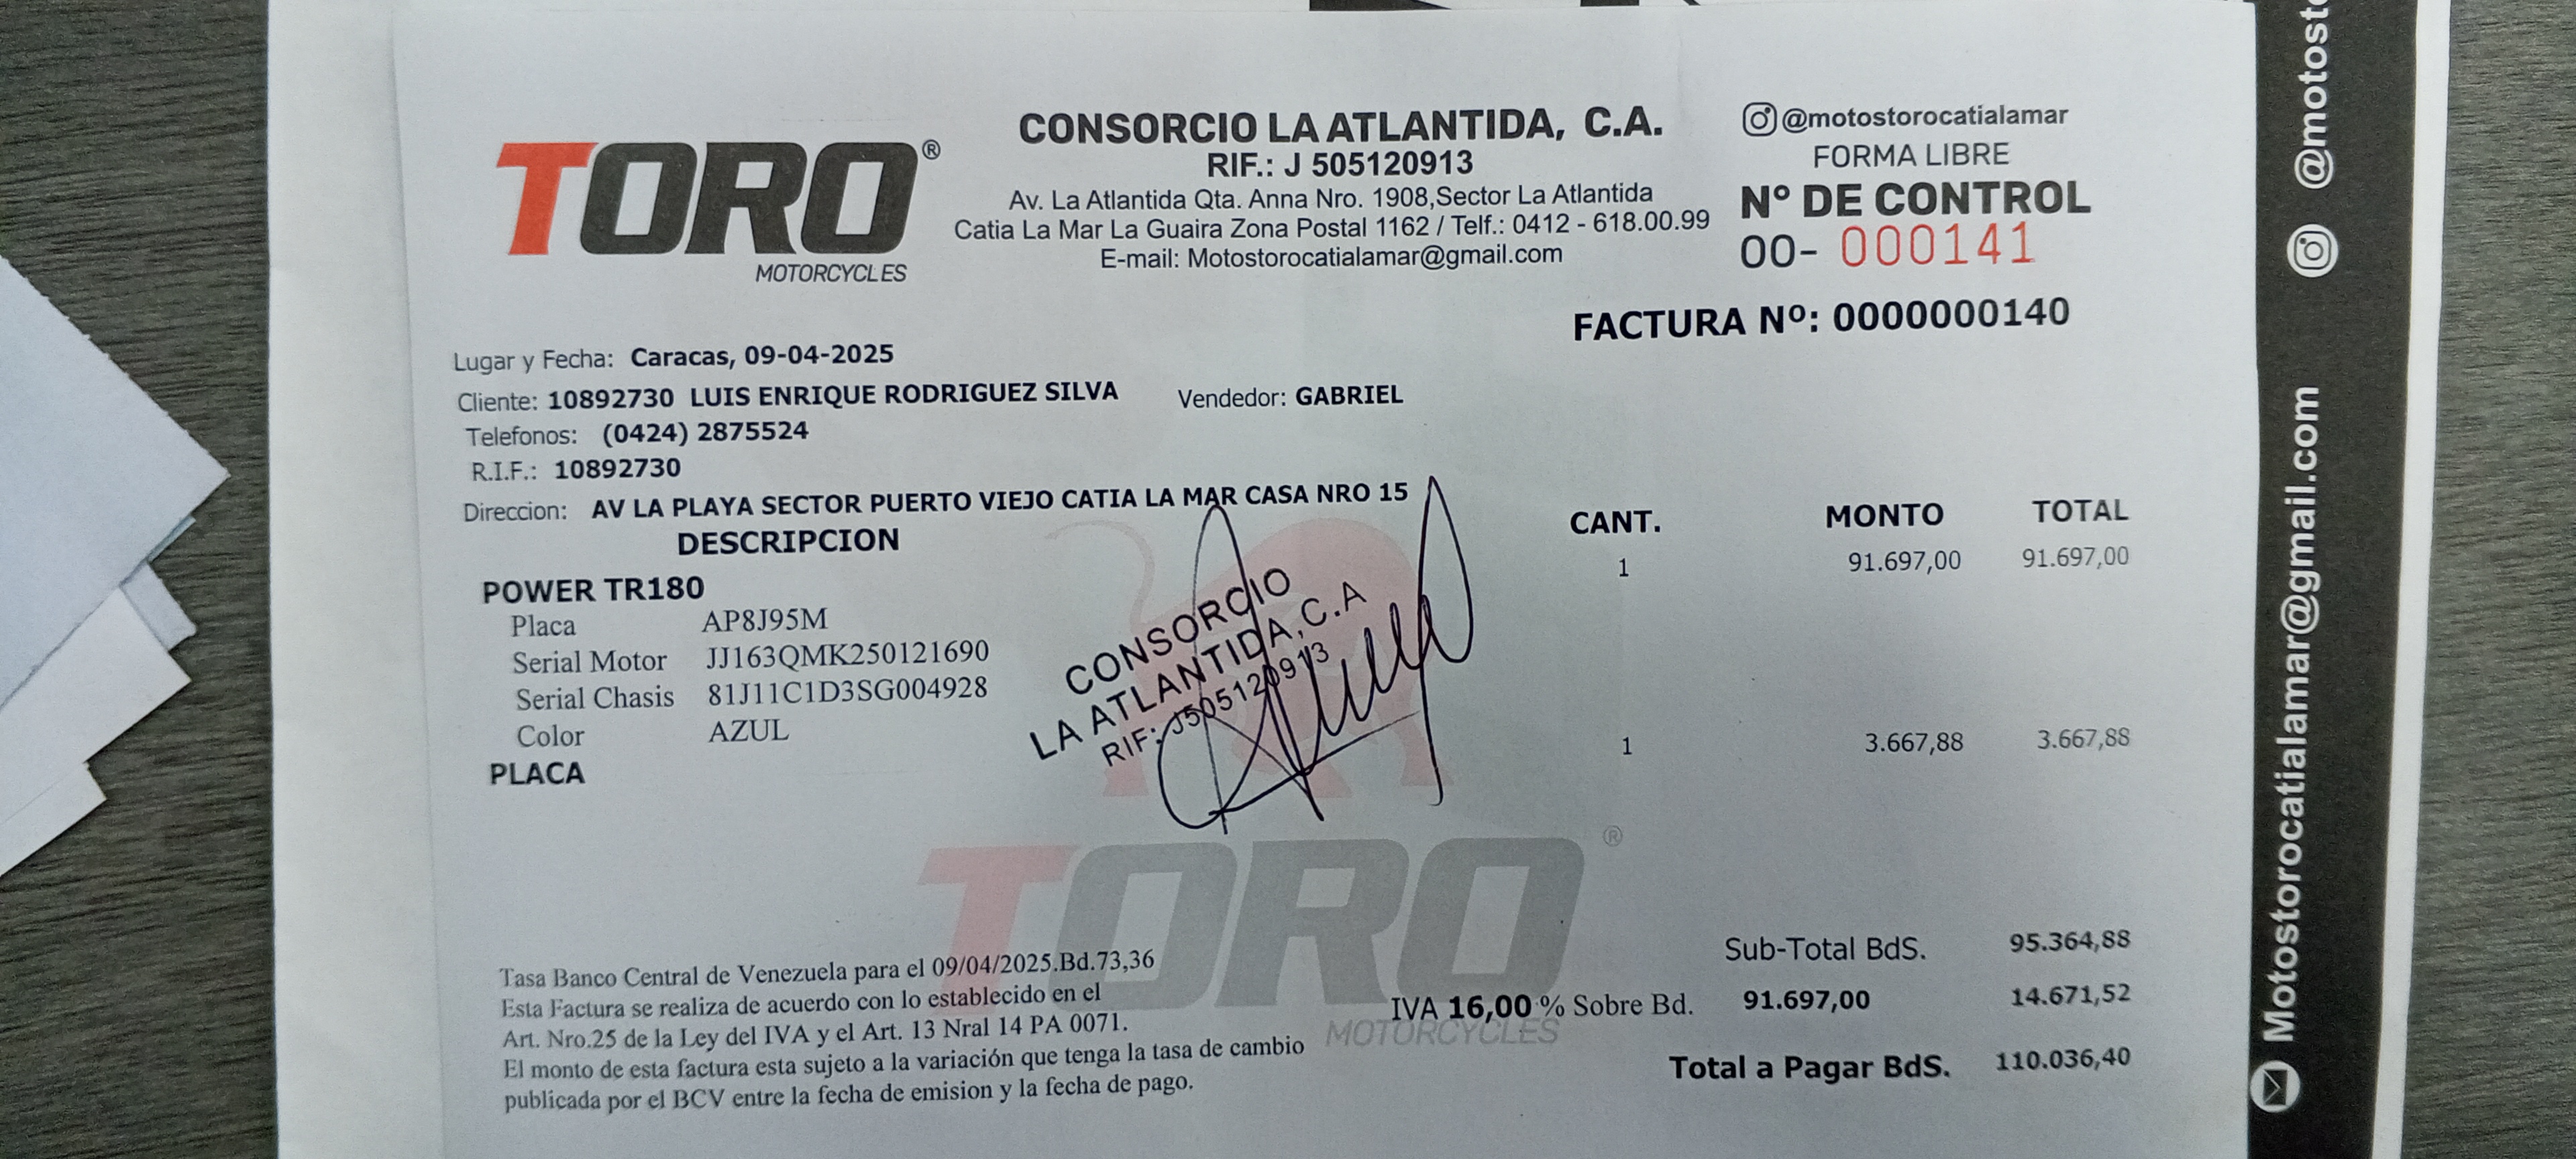 TORO®
MOTORCYCLES
CONSORCIO LA ATLANTIDA, C.A.
RIF.: J 505120913
Av. La Atlantida Qta. Anna Nro. 1908,Sector La Atlantida
Catia La Mar La Guaira Zona Postal 1162 / Telf.: 0412 - 618.00.99
E-mail: Motostorocatialamar@gmail.com
@motostorocatialamar
FORMA LIBRE
Nº DE CONTROL
00- 000141
FACTURA Nº: 0000000140
Lugar y Fecha: Caracas, 09-04-2025
Cliente: 10892730 LUIS ENRIQUE RODRIGUEZ SILVA Vendedor: GABRIEL
Telefonos: (0424) 2875524
R.I.F.: 10892730
Direccion: AV LA PLAYA SECTOR PUERTO VIEJO CATIA LA MAR CASA NRO 15
DESCRIPCION CANT. MONTO TOTAL
POWER TR180 1 91.697,00 91.697,00
Placa AP8J95M
Serial Motor JJ163QMK250121690
Serial Chasis 81J11C1D3SG004928
Color AZUL
PLACA 1 3.667,88 3.667,88
CONSORCIO
LA ATLANTIDA,C.A
RIF: J505120913
TORO®
MOTORCYCLES
Tasa Banco Central de Venezuela para el 09/04/2025.Bd.73,36
Esta Factura se realiza de acuerdo con lo establecido en el
Art. Nro.25 de la Ley del IVA y el Art. 13 Nral 14 PA 0071.
El monto de esta factura esta sujeto a la variación que tenga la tasa de cambio
publicada por el BCV entre la fecha de emision y la fecha de pago.
Sub-Total BdS. 95.364,88
IVA 16,00 % Sobre Bd. 91.697,00 14.671,52
Total a Pagar BdS. 110.036,40
Motostorocatialamar@gmail.com
@motosto